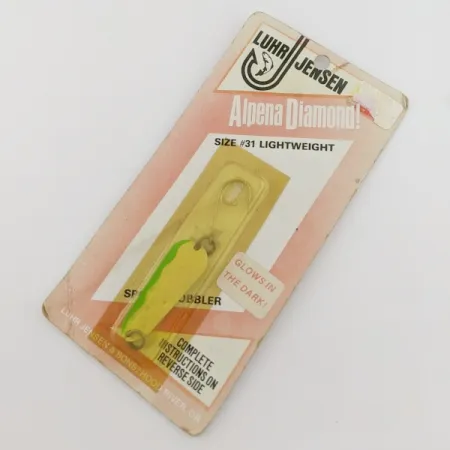 LUHR
JENSEN
Alpena Diamond!
SIZE #31 LIGHTWEIGHT
GLOWS IN
THE DARK!
COMPLETE
INSTRUCTIONS ON
REVERSE SIDE